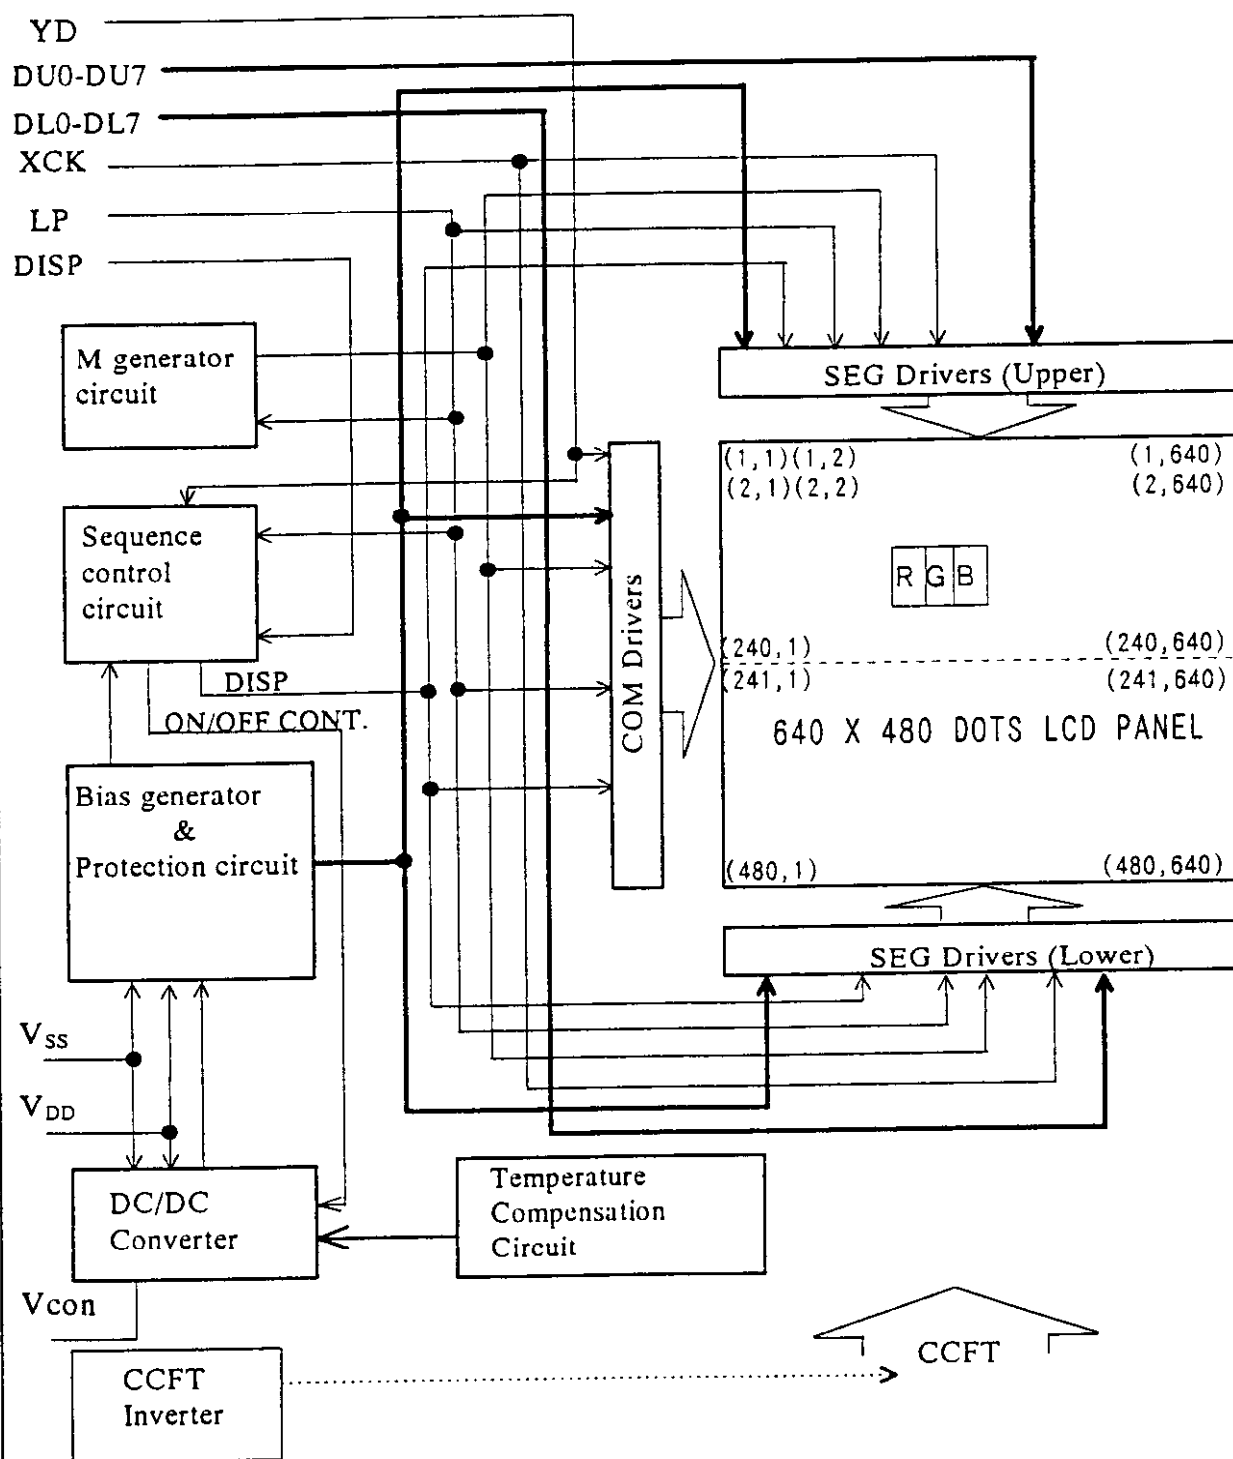 YD
DU0-DU7
DL0-DL7
XCK
LP
DISP
M generator
circuit
SEG Drivers (Upper)
(1,1)(1,2)
(1,640)
(2,1)(2,2)
(2,640)
Sequence
control
circuit
R G B
COM Drivers
(240,1)
(240,640)
(241,1)
(241,640)
DISP
ON/OFF CONT.
640 X 480 DOTS LCD PANEL
Bias generator
&
Protection circuit
(480,1)
(480,640)
SEG Drivers (Lower)
VSS
VDD
DC/DC
Converter
Temperature
Compensation
Circuit
Vcon
CCFT
CCFT
Inverter